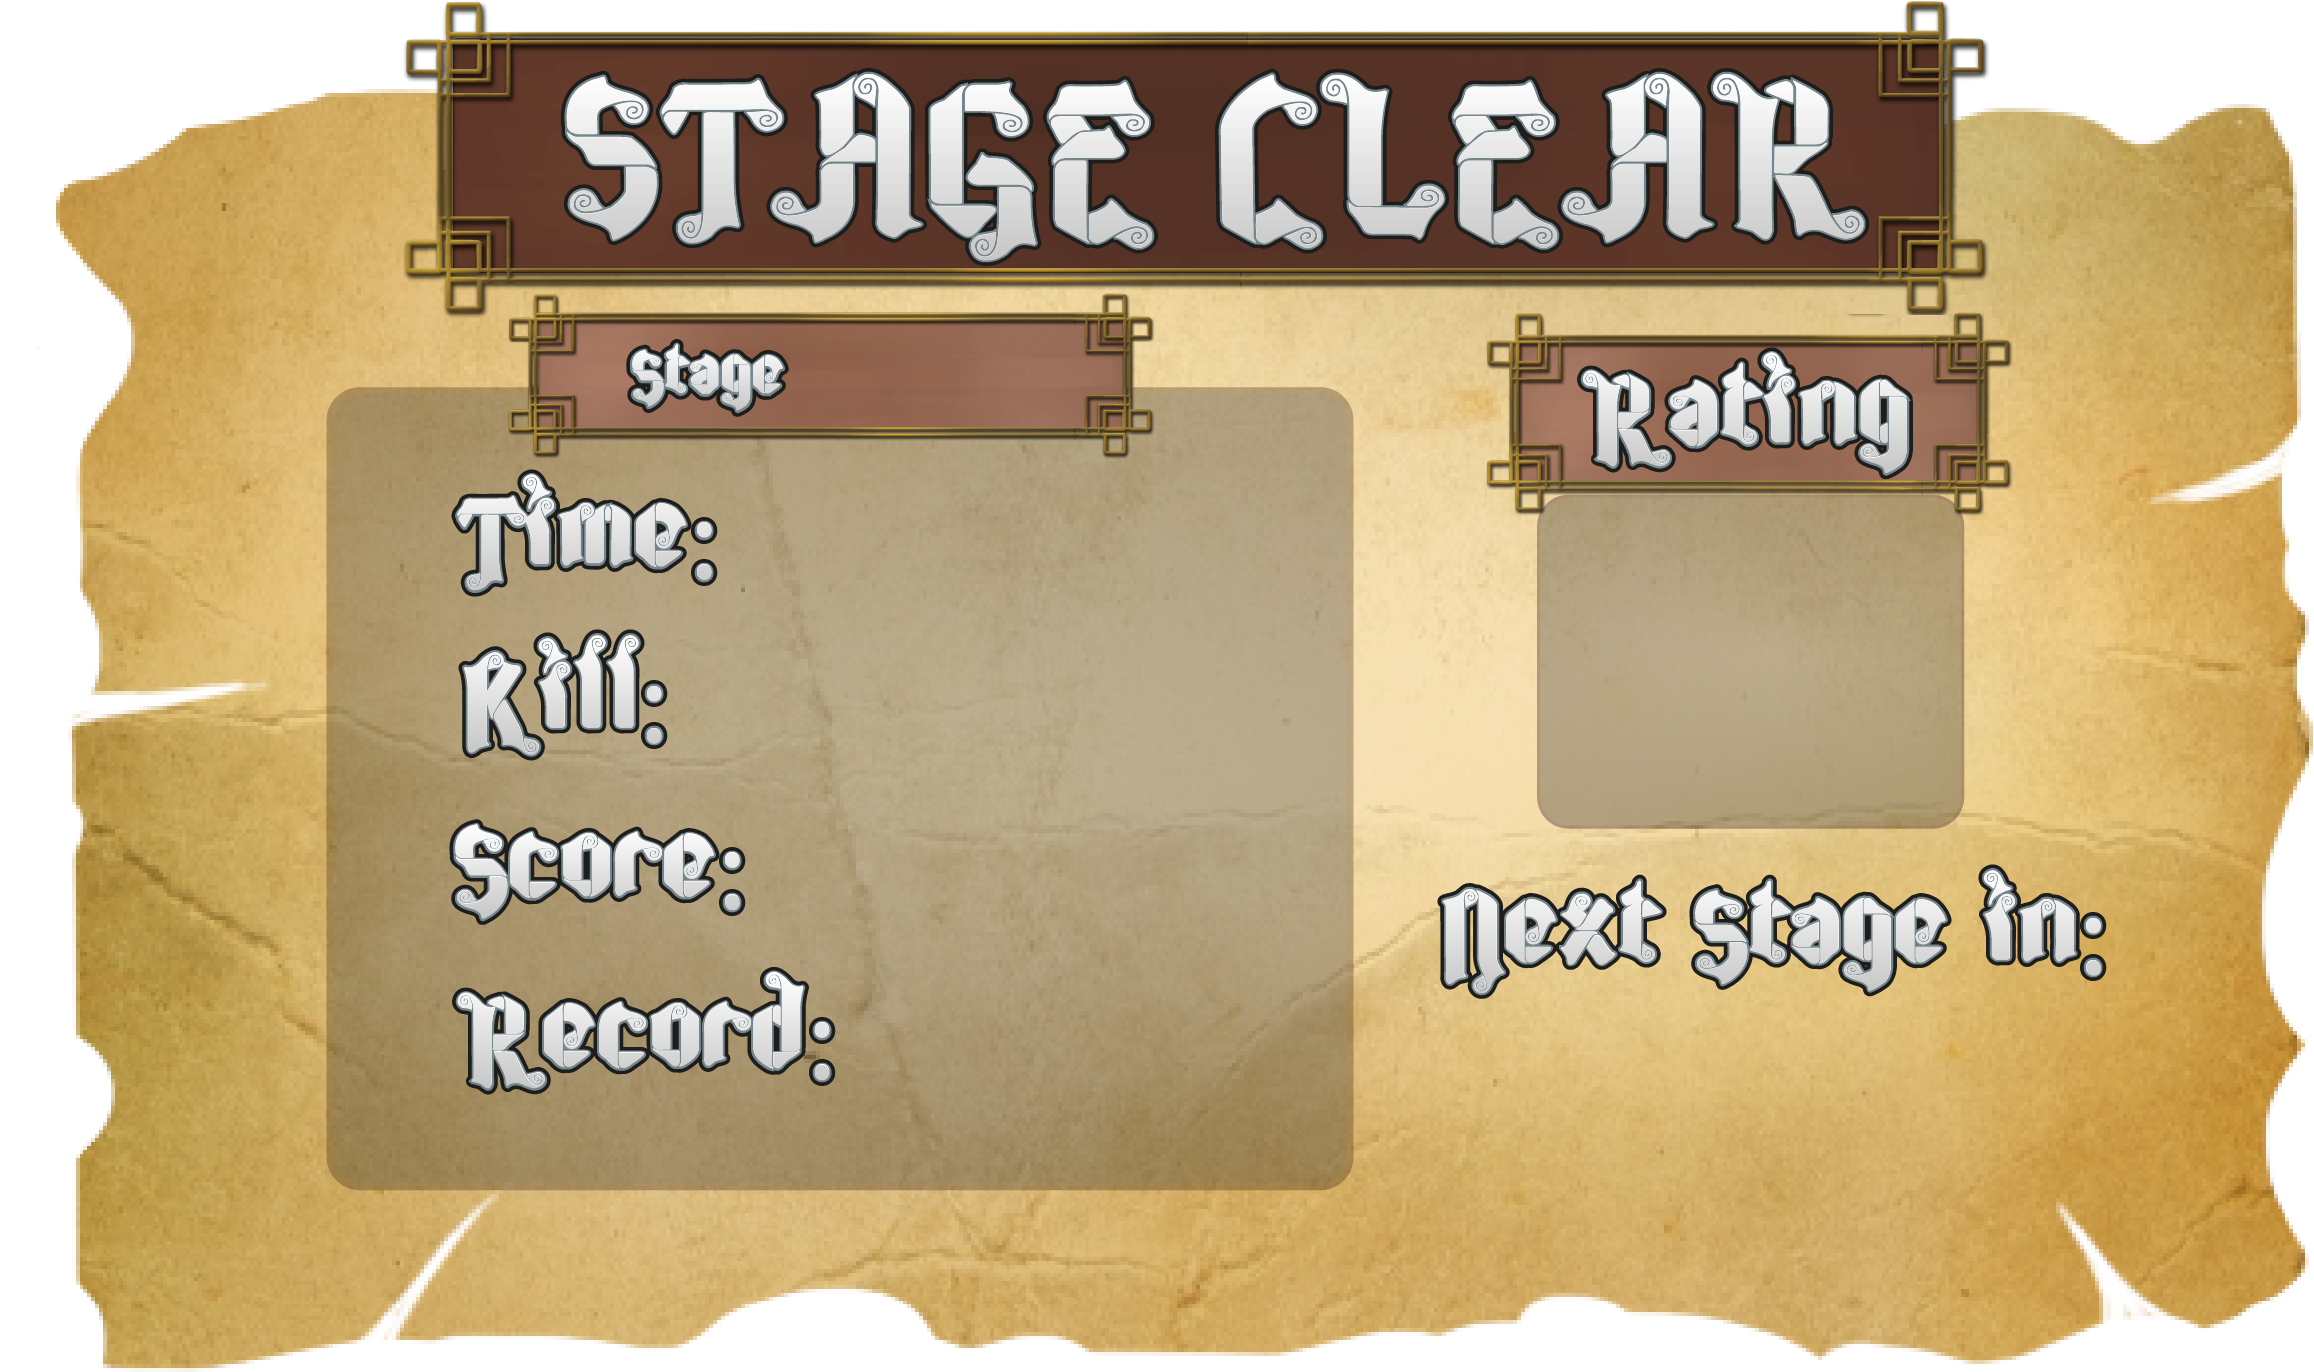 STAGE CLEAR
Stage
Rating
Time:
Kill:
Score:
Record:
Next Stage in: